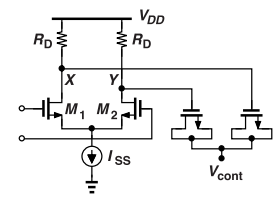 V_DD
R_D R_D
X Y
M_1 M_2
I_SS
V_cont